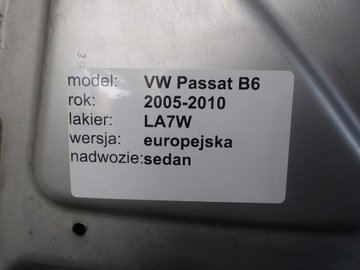 model: VW Passat B6
rok: 2005-2010
lakier: LA7W
wersja: europejska
nadwozie:sedan